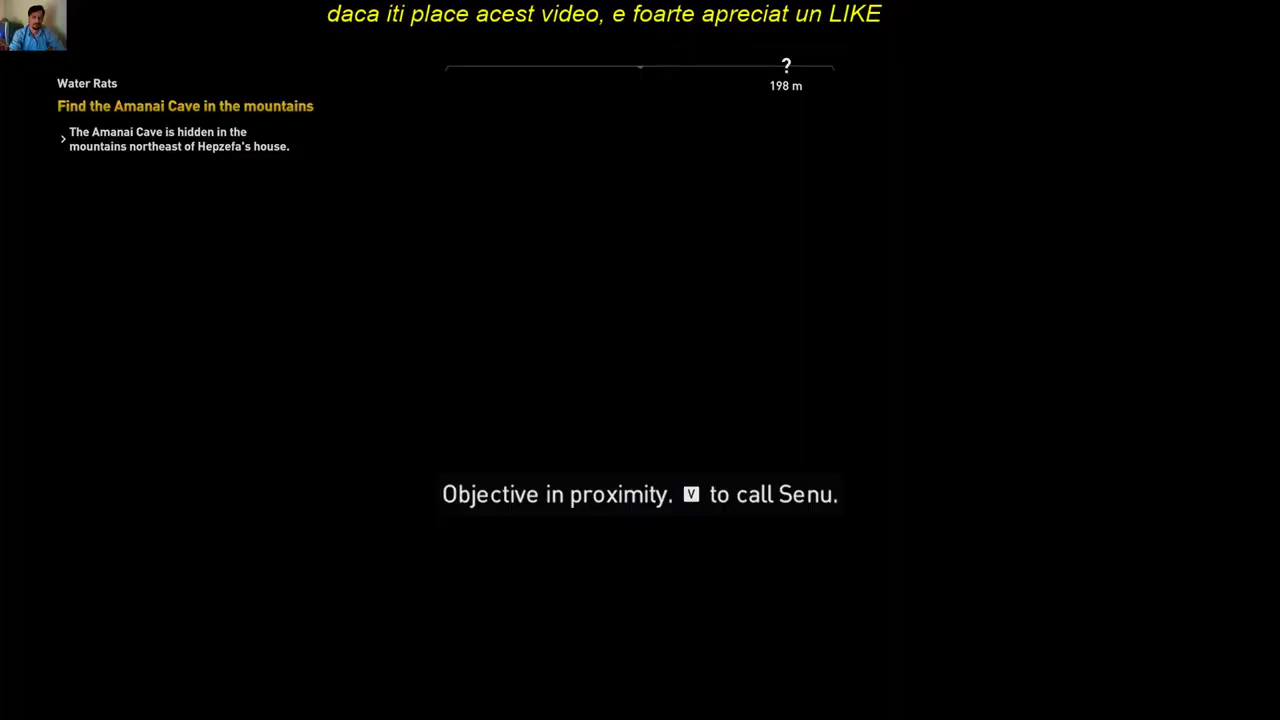 daca iti place acest video, e foarte apreciat un LIKE
?
198 m
Water Rats
Find the Amanai Cave in the mountains
The Amanai Cave is hidden in the
mountains northeast of Hepzefa's house.
Objective in proximity. V to call Senu.